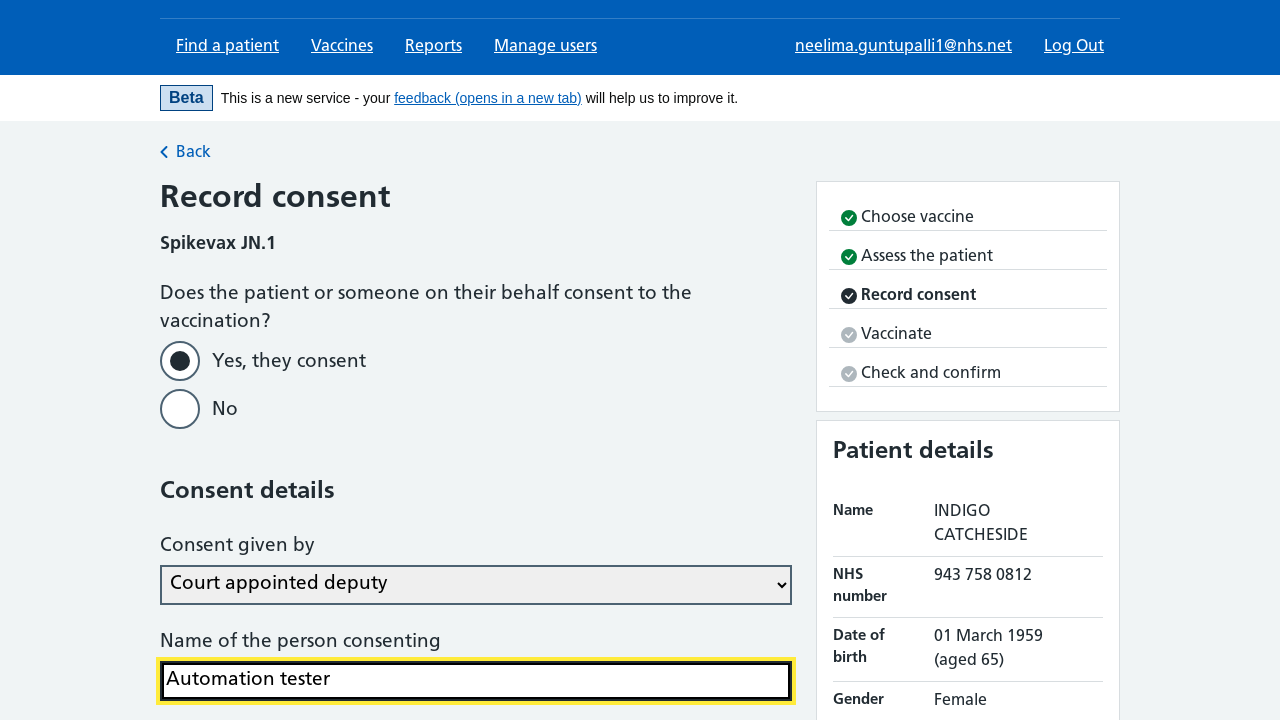 Find a patient
Vaccines
Reports
Manage users
neelima.guntupalli1@nhs.net
Log Out
Beta
This is a new service - your feedback (opens in a new tab) will help us to improve it.
Back
Record consent
Spikevax JN.1
Does the patient or someone on their behalf consent to the
vaccination?
Yes, they consent
No
Consent details
Consent given by
Court appointed deputy
Name of the person consenting
Automation tester
Choose vaccine
Assess the patient
Record consent
Vaccinate
Check and confirm
Patient details
Name
INDIGO
CATCHESIDE
NHS
number
943 758 0812
Date of
birth
01 March 1959
(aged 65)
Gender
Female